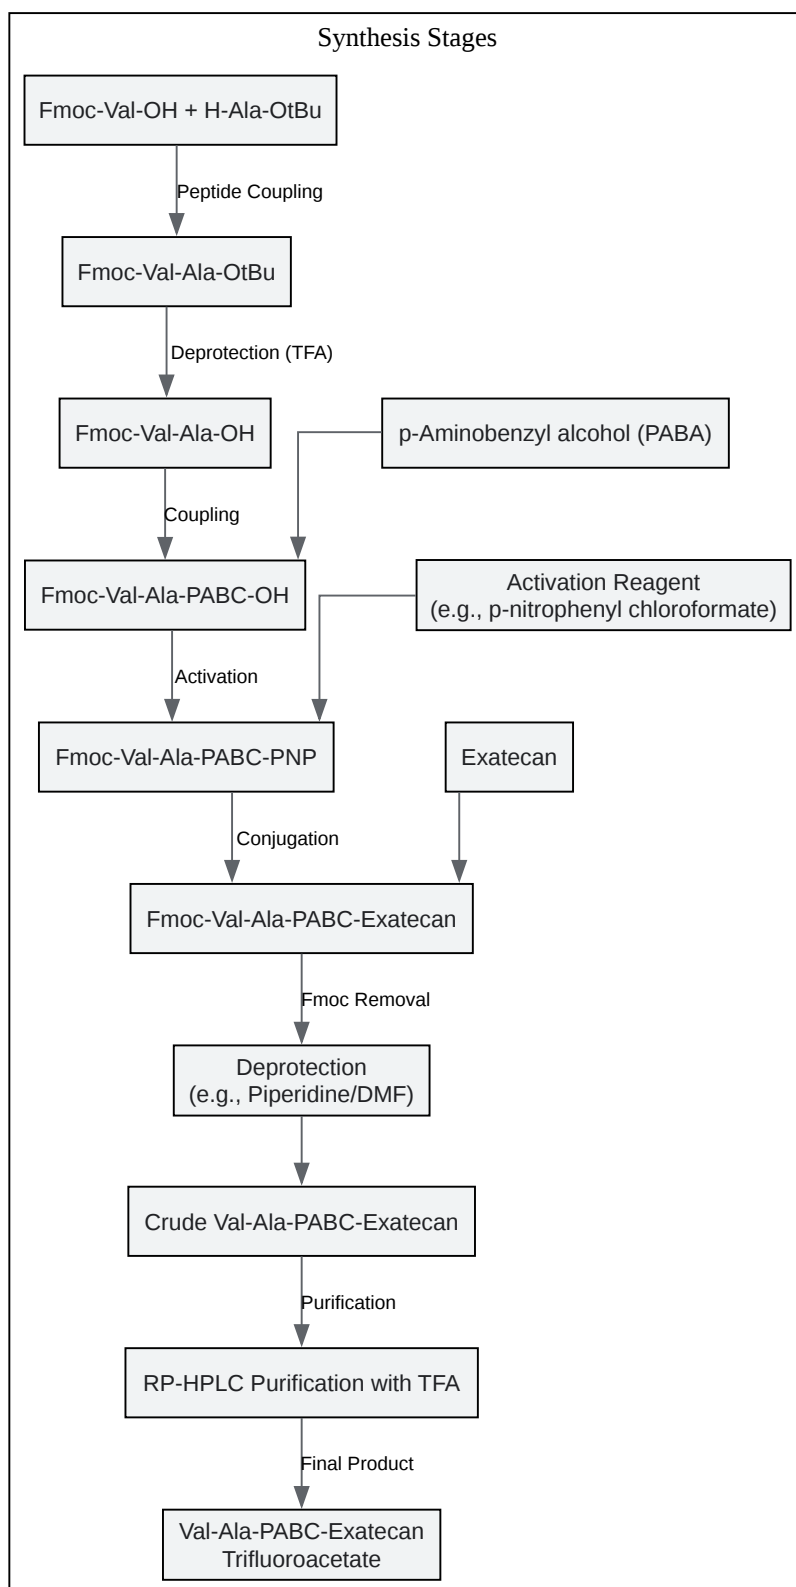 Synthesis Stages
Fmoc-Val-OH + H-Ala-OtBu
Peptide Coupling
Fmoc-Val-Ala-OtBu
Deprotection (TFA)
Fmoc-Val-Ala-OH
p-Aminobenzyl alcohol (PABA)
Coupling
Fmoc-Val-Ala-PABC-OH
Activation Reagent
(e.g., p-nitrophenyl chloroformate)
Activation
Fmoc-Val-Ala-PABC-PNP
Exatecan
Conjugation
Fmoc-Val-Ala-PABC-Exatecan
Fmoc Removal
Deprotection
(e.g., Piperidine/DMF)
Crude Val-Ala-PABC-Exatecan
Purification
RP-HPLC Purification with TFA
Final Product
Val-Ala-PABC-Exatecan
Trifluoroacetate